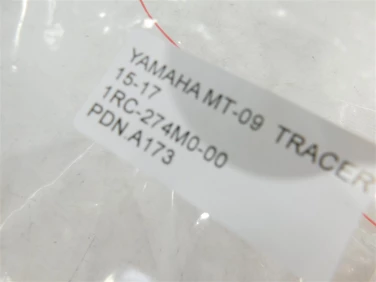 YAMAHA MT-09 TRACER
15-17
1RC-274M0-00
PDN.A173